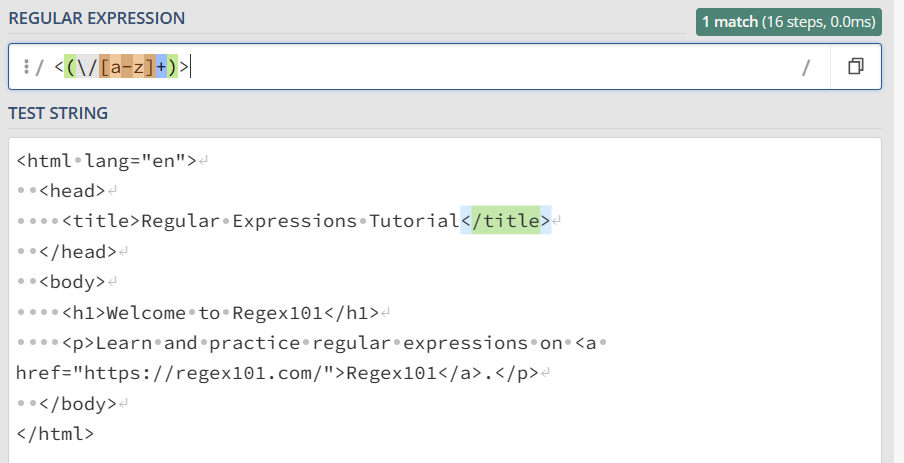 REGULAR EXPRESSION
1 match (16 steps, 0.0ms)
/ <(\/[a-z]+)> /
TEST STRING
<html lang="en">
  <head>
    <title>Regular Expressions Tutorial</title>
  </head>
  <body>
    <h1>Welcome to Regex101</h1>
    <p>Learn and practice regular expressions on <a
href="https://regex101.com/">Regex101</a>.</p>
  </body>
</html>